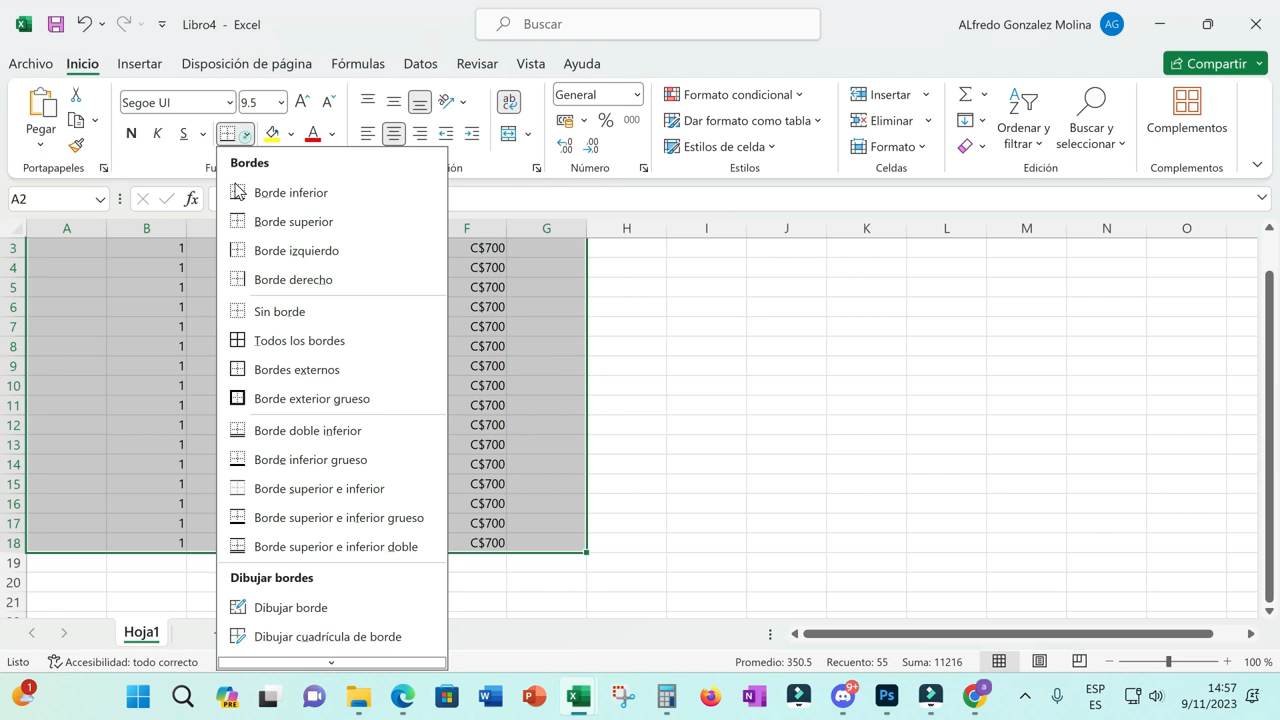 Libro4 - Excel
Buscar
ALfredo Gonzalez Molina
AG
Archivo
Inicio
Insertar
Disposición de página
Fórmulas
Datos
Revisar
Vista
Ayuda
Compartir
Pegar
Portapapeles
Segoe UI
9.5
N K S
General
% 000
Número
Formato condicional
Dar formato como tabla
Estilos de celda
Estilos
Insertar
Eliminar
Formato
Celdas
Ordenar y filtrar
Buscar y seleccionar
Edición
Complementos
Complementos
A2
fx
A B F G H I J K L M N O
3 1 C$700
4 1 C$700
5 1 C$700
6 1 C$700
7 1 C$700
8 1 C$700
9 1 C$700
10 1 C$700
11 1 C$700
12 1 C$700
13 1 C$700
14 1 C$700
15 1 C$700
16 1 C$700
17 1 C$700
18 1 C$700
19
20
21
Bordes
Borde inferior
Borde superior
Borde izquierdo
Borde derecho
Sin borde
Todos los bordes
Bordes externos
Borde exterior grueso
Borde doble inferior
Borde inferior grueso
Borde superior e inferior
Borde superior e inferior grueso
Borde superior e inferior doble
Dibujar bordes
Dibujar borde
Dibujar cuadrícula de borde
Hoja1
Listo
Accesibilidad: todo correcto
Promedio: 350.5
Recuento: 55
Suma: 11216
100 %
1
PRE
9+
a
ESP
ES
14:57
9/11/2023